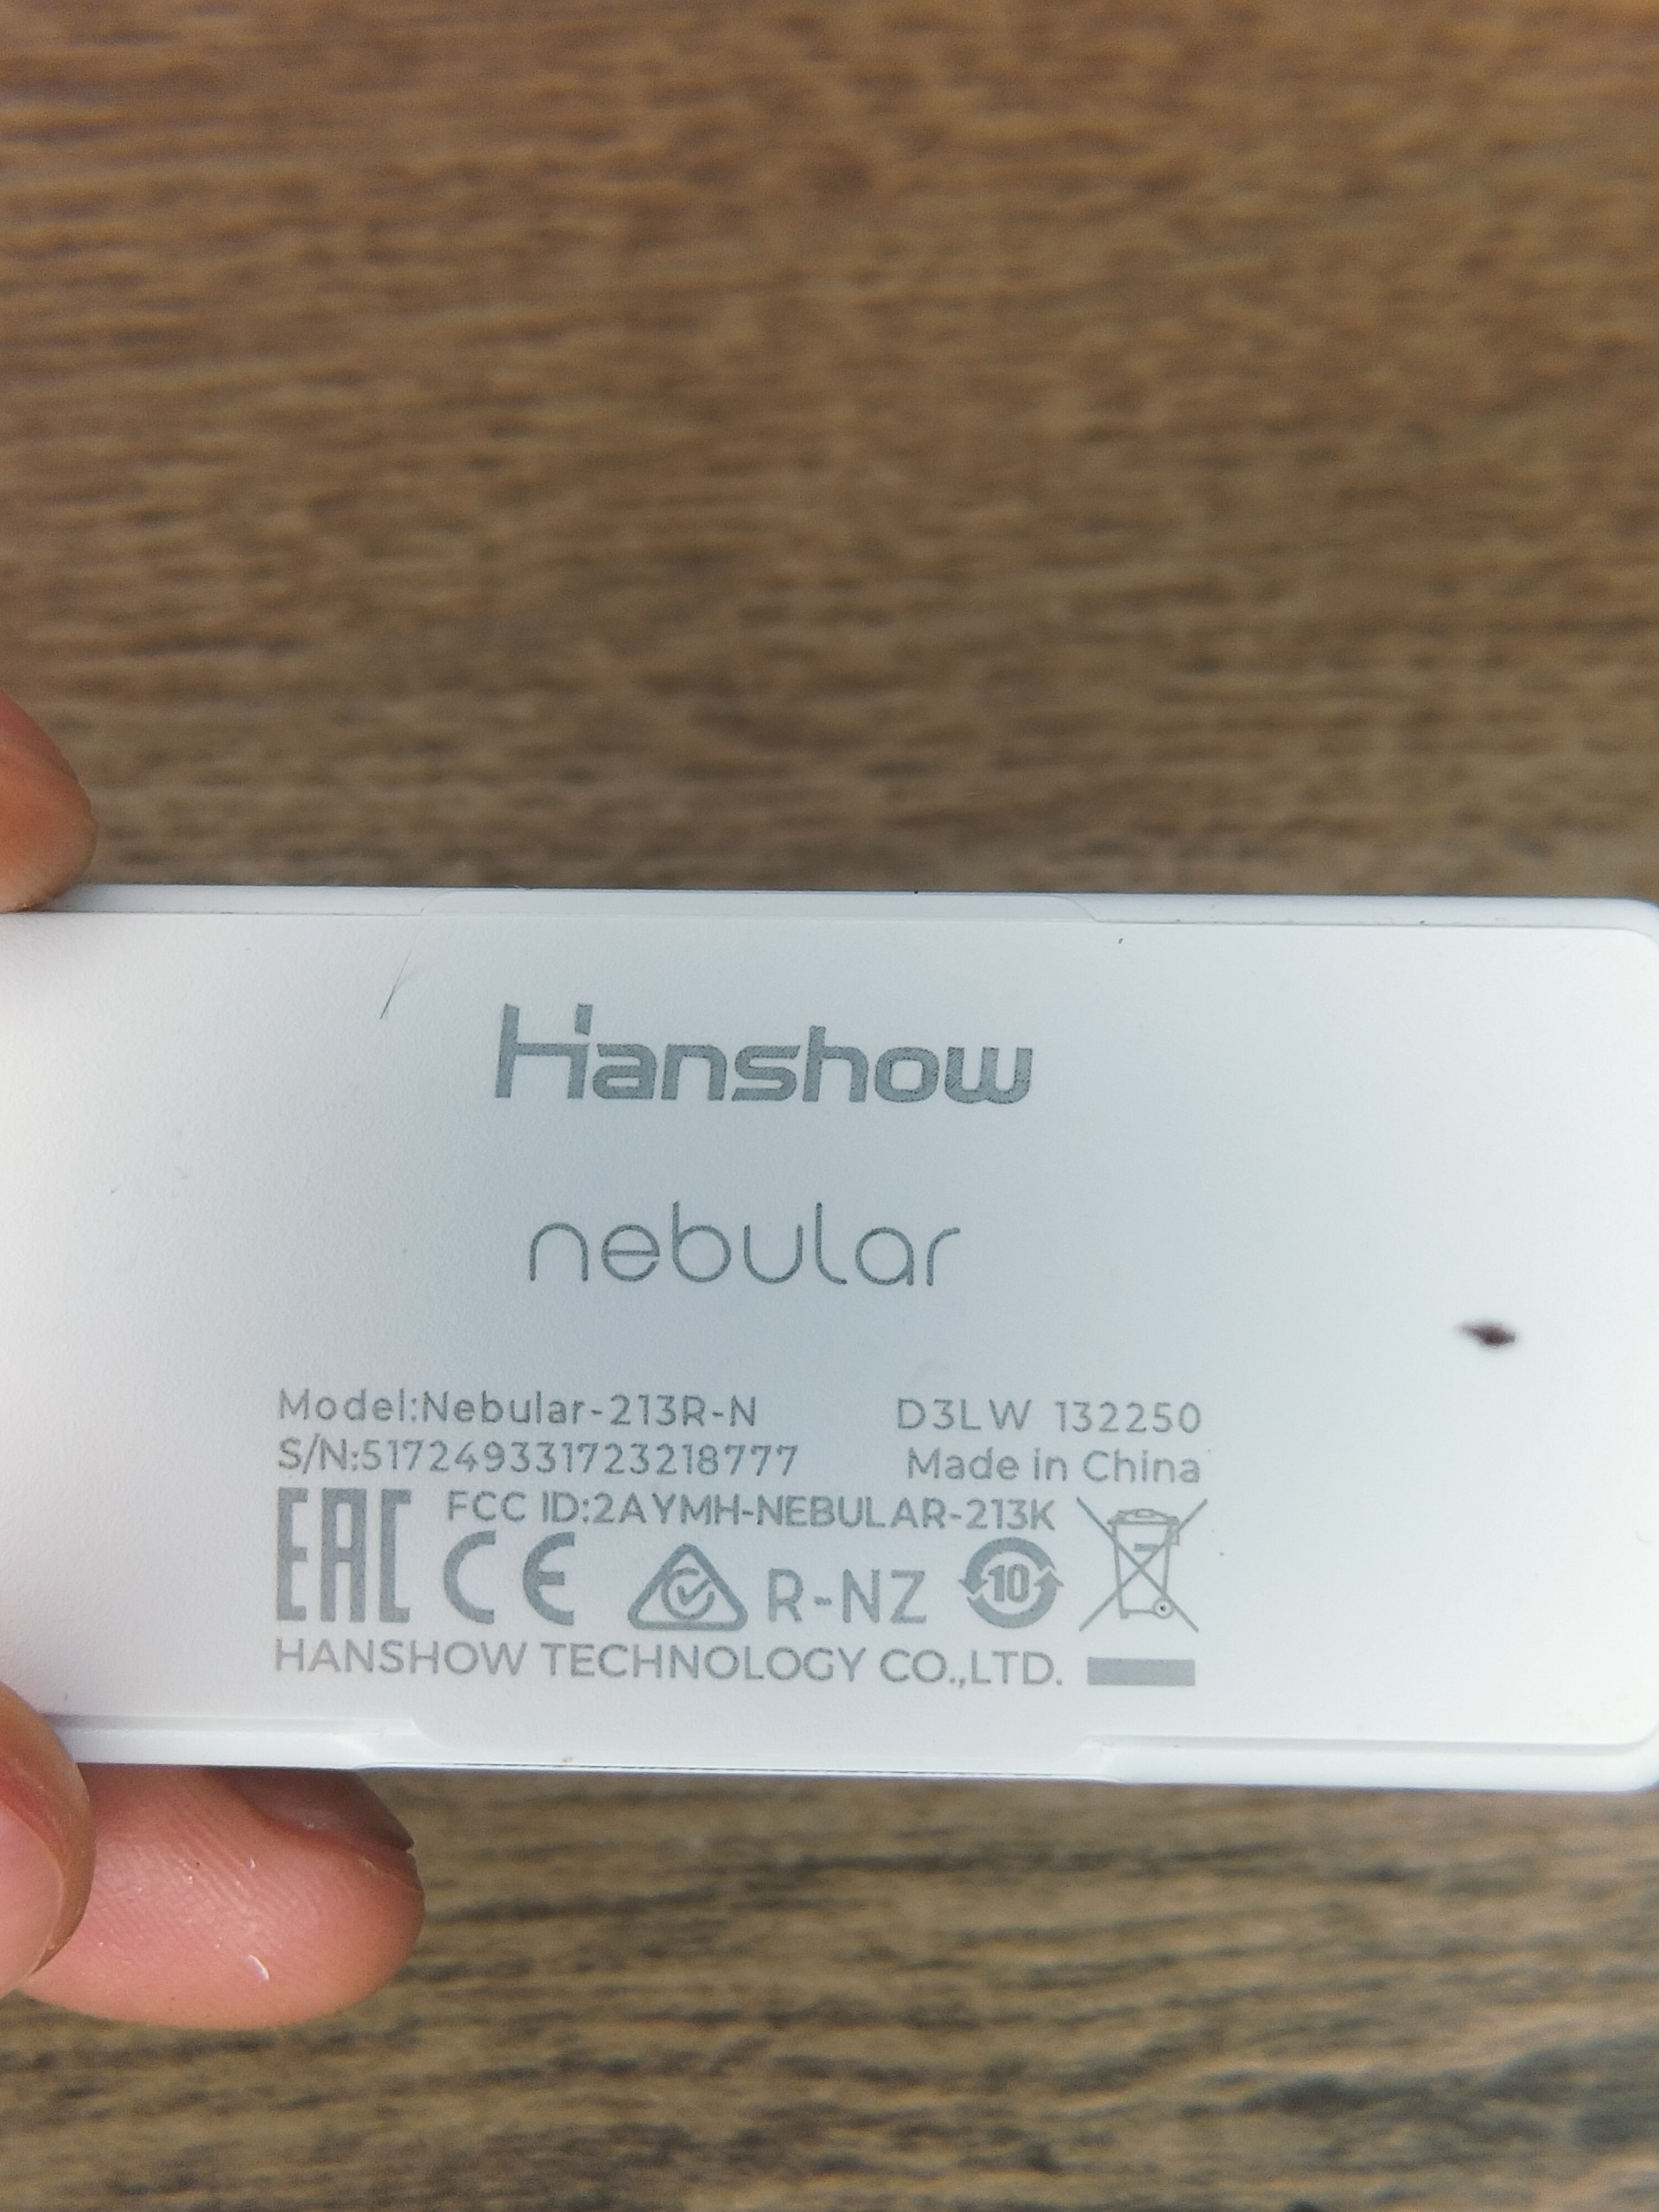 Hanshow
nebular
Model:Nebular-213R-N D3LW 132250
S/N:517249331723218777 Made in China
FCC ID:2AYMH-NEBULAR-213K
EAC CE R-NZ 10
HANSHOW TECHNOLOGY CO.,LTD.